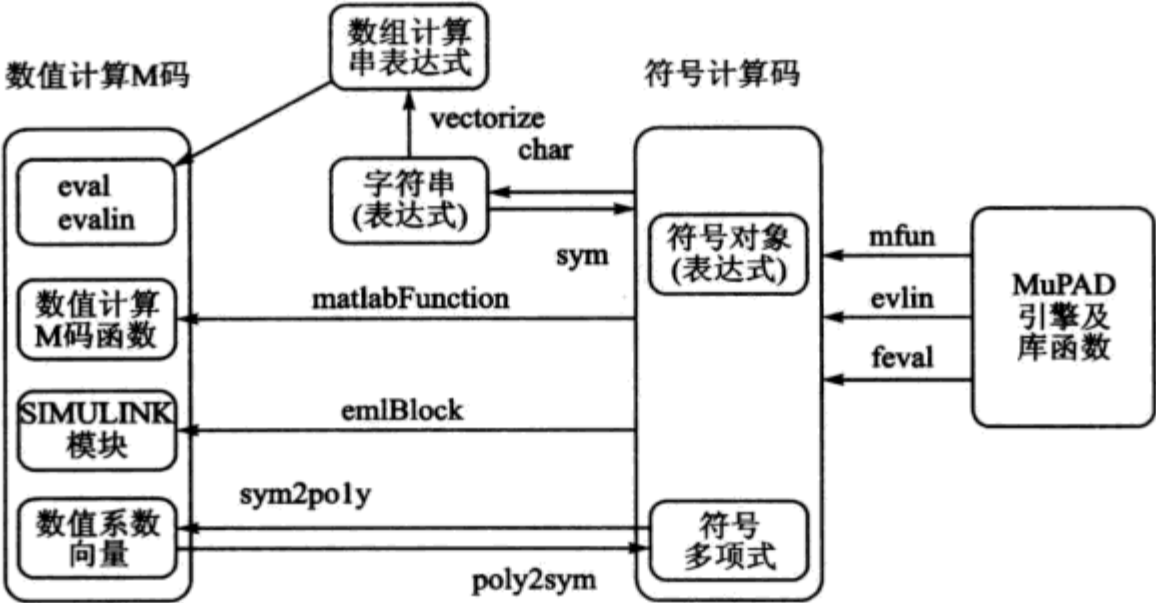 数组计算
串表达式
数值计算M码
符号计算码
vectorize
char
eval
evalin
字符串
(表达式)
sym
符号对象
(表达式)
mfun
evlin
feval
MuPAD
引擎及
库函数
数值计算
M码函数
matlabFunction
SIMULINK
模块
emlBlock
sym2poly
数值系数
向量
符号
多项式
poly2sym